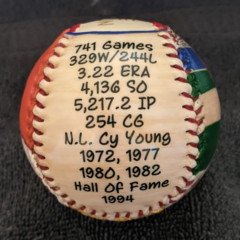 741 Games
329W/244L
3.22 ERA
4,136 SO
5,217.2 IP
254 CG
N.L. Cy Young
1972, 1977
1980, 1982
Hall Of Fame
1994